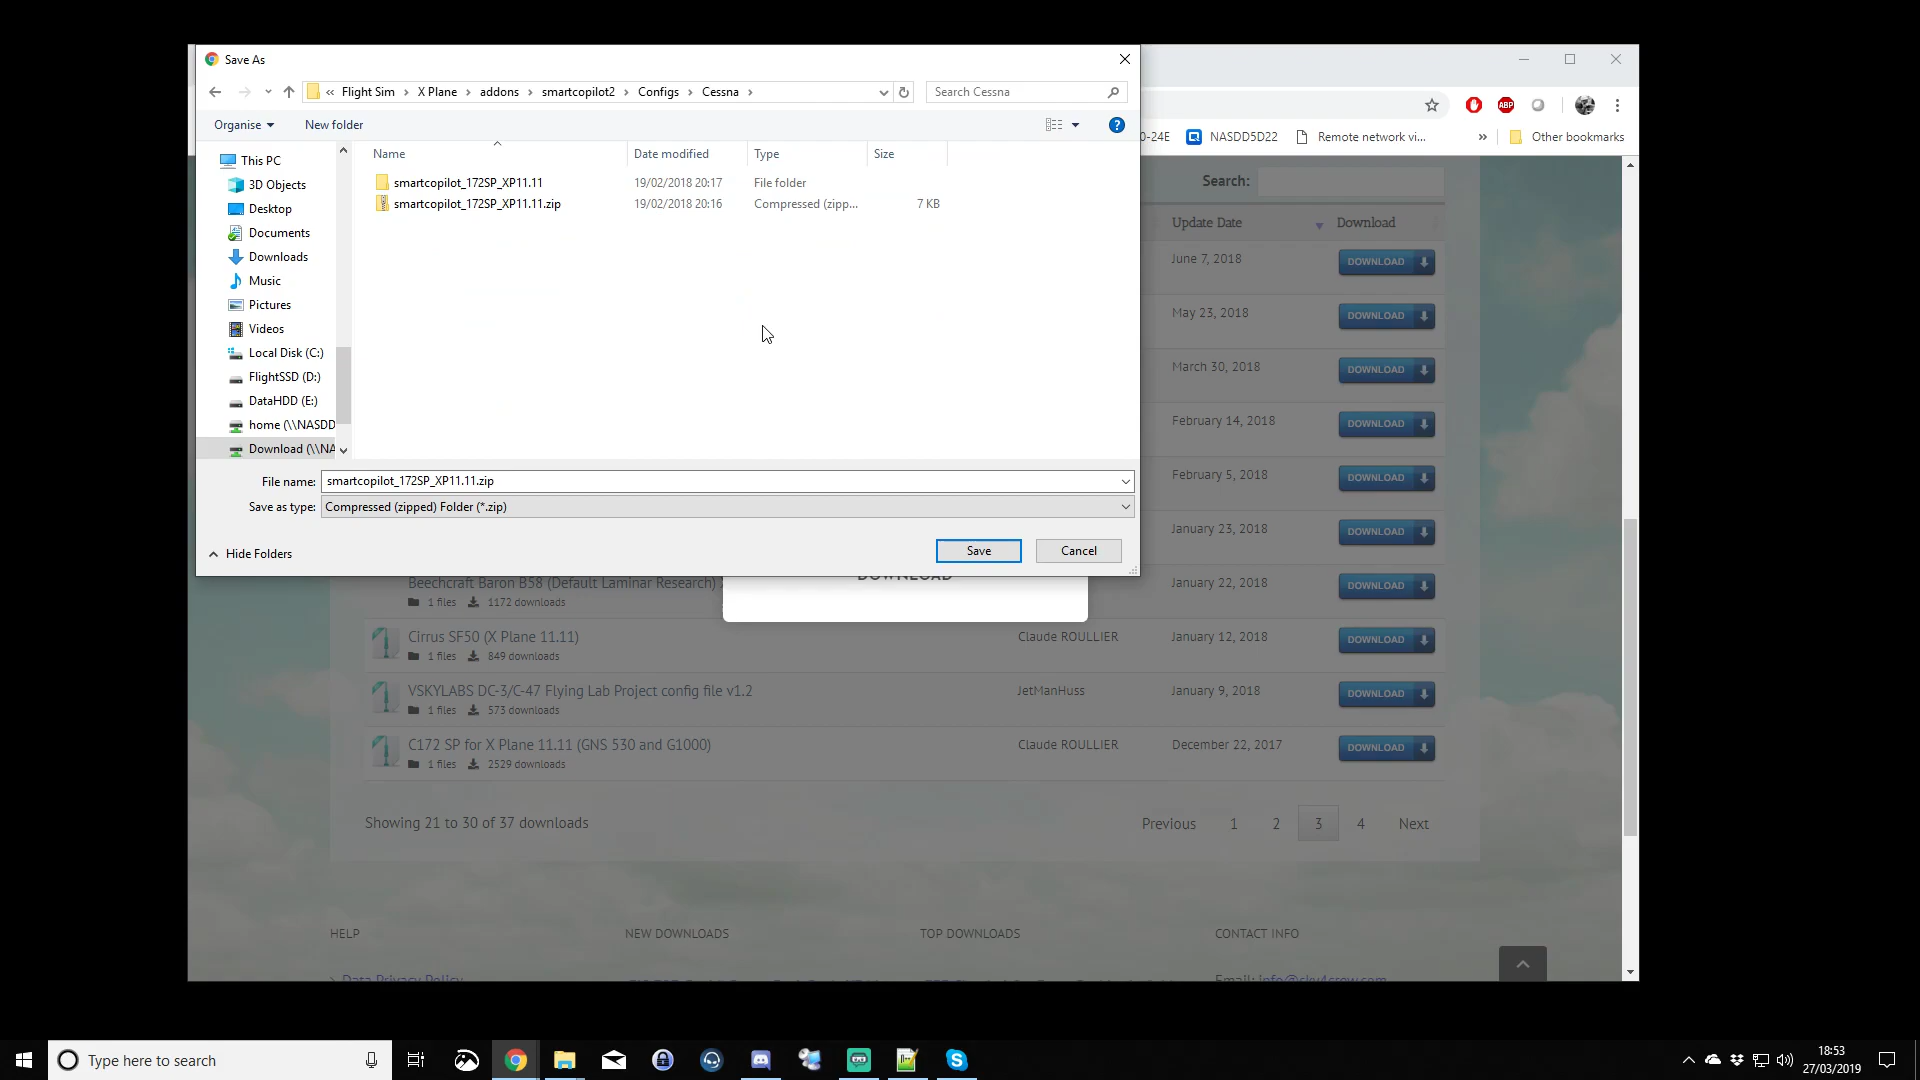 Save As
« Flight Sim › X Plane › addons › smartcopilot2 › Configs › Cessna ›
Search Cessna
Organise
New folder
Name
Date modified
Type
Size
smartcopilot_172SP_XP11.11
19/02/2018 20:17
File folder
smartcopilot_172SP_XP11.11.zip
19/02/2018 20:16
Compressed (zipp...
7 KB
This PC
3D Objects
Desktop
Documents
Downloads
Music
Pictures
Videos
Local Disk (C:)
FlightSSD (D:)
DataHDD (E:)
home (\\NASDD
Download (\\NA
File name: smartcopilot_172SP_XP11.11.zip
Save as type: Compressed (zipped) Folder (*.zip)
Hide Folders
Save
Cancel
ABP
0-24E
NASDD5D22
Remote network vi...
»
Other bookmarks
Search:
Update Date
Download
June 7, 2018
DOWNLOAD
May 23, 2018
DOWNLOAD
March 30, 2018
DOWNLOAD
February 14, 2018
DOWNLOAD
February 5, 2018
DOWNLOAD
January 23, 2018
DOWNLOAD
DOWNLOAD
Beechcraft Baron B58 (Default Laminar Research)
1 files 1172 downloads
January 22, 2018
DOWNLOAD
Cirrus SF50 (X Plane 11.11)
1 files 849 downloads
Claude ROULLIER
January 12, 2018
DOWNLOAD
VSKYLABS DC-3/C-47 Flying Lab Project config file v1.2
1 files 573 downloads
JetManHuss
January 9, 2018
DOWNLOAD
C172 SP for X Plane 11.11 (GNS 530 and G1000)
1 files 2529 downloads
Claude ROULLIER
December 22, 2017
DOWNLOAD
Showing 21 to 30 of 37 downloads
Previous 1 2 3 4 Next
HELP
NEW DOWNLOADS
TOP DOWNLOADS
CONTACT INFO
Data Privacy Policy
Email: info@sky4crew.com
Type here to search
18:53
27/03/2019